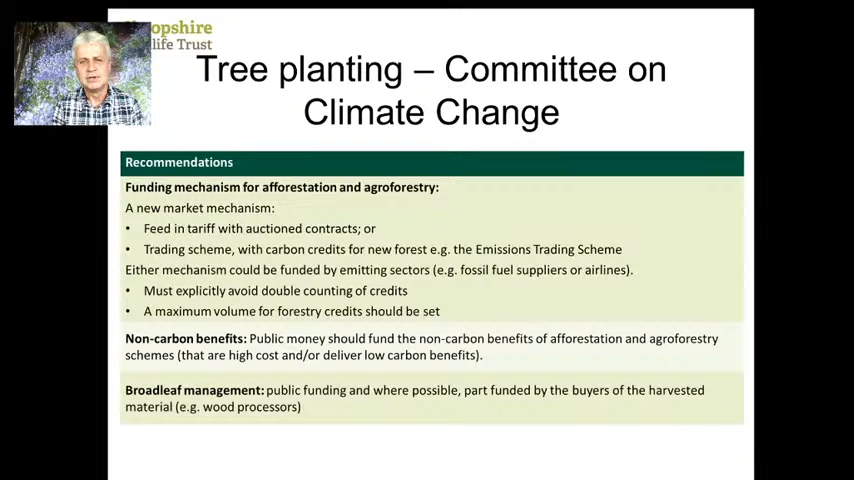 opshire
life Trust
Tree planting – Committee on
Climate Change
Recommendations
Funding mechanism for afforestation and agroforestry:
A new market mechanism:
• Feed in tariff with auctioned contracts; or
• Trading scheme, with carbon credits for new forest e.g. the Emissions Trading Scheme
Either mechanism could be funded by emitting sectors (e.g. fossil fuel suppliers or airlines).
• Must explicitly avoid double counting of credits
• A maximum volume for forestry credits should be set
Non-carbon benefits: Public money should fund the non-carbon benefits of afforestation and agroforestry
schemes (that are high cost and/or deliver low carbon benefits).
Broadleaf management: public funding and where possible, part funded by the buyers of the harvested
material (e.g. wood processors)